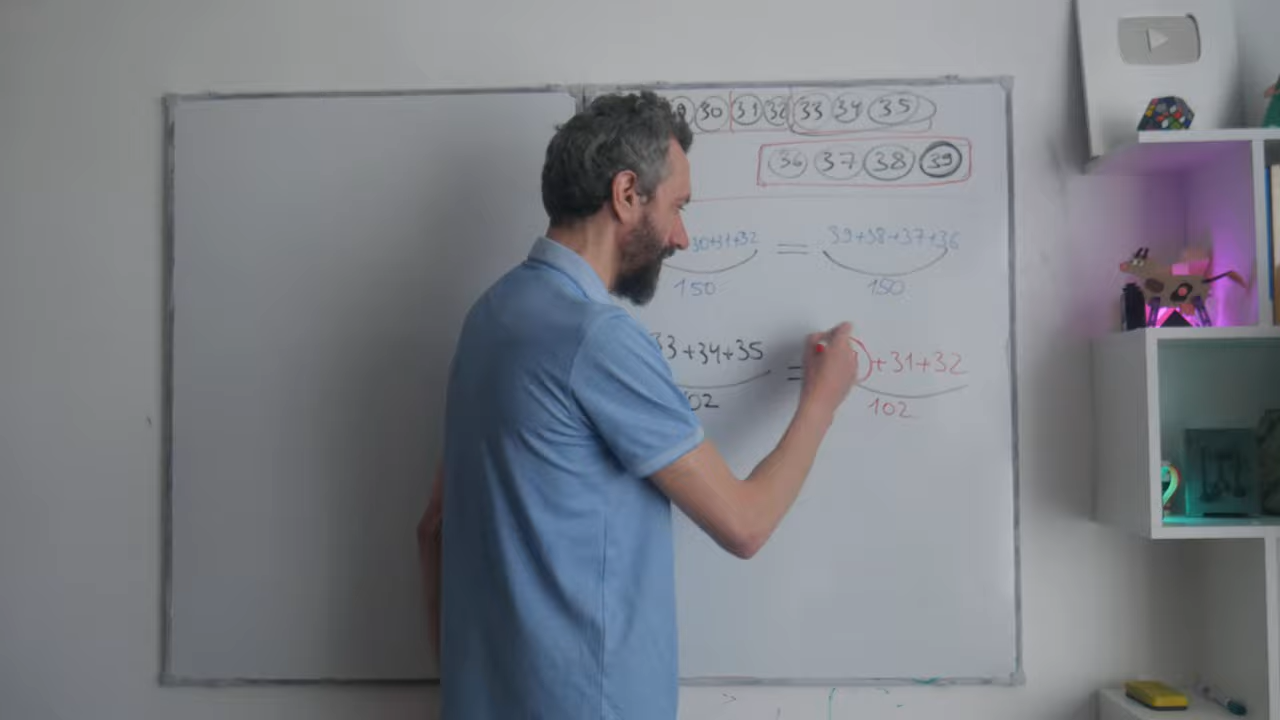 30 31 32 33 34 35
36 37 38 39
30+31+32 = 39+38+37+36
150 150
33+34+35 = +31+32
102 102